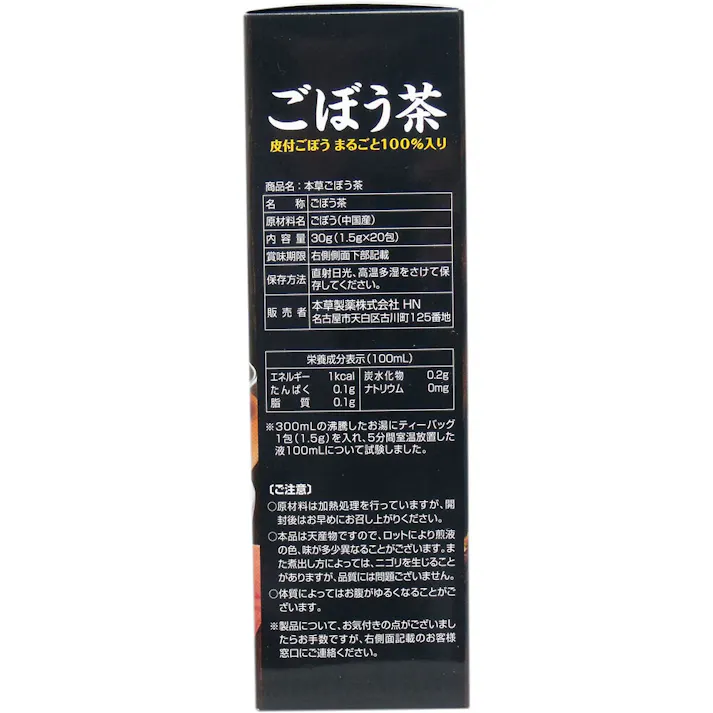 ごぼう茶
皮付ごぼう まるごと100%入り
商品名：本草ごぼう茶
名 称 ごぼう茶
原材料名 ごぼう(中国産)
内 容 量 30g(1.5g×20包)
賞味期限 右側側面下部記載
保存方法 直射日光、高温多湿をさけて保
存してください。
販 売 者 本草製薬株式会社 HN
名古屋市天白区古川町125番地
栄養成分表示(100mL)
エネルギー 1kcal 炭水化物 0.2g
たんぱく 0.1g ナトリウム 0mg
脂 質 0.1g
※300mLの沸騰したお湯にティーバッグ
1包(1.5g)を入れ、5分間室温放置した
液100mLについて試験しました。
〔ご注意〕
○原材料は加熱処理を行っていますが、開
封後はお早めにお召し上がりください。
○本品は天産物ですので、ロットにより煎液
の色、味が多少異なることがございます。ま
た煮出し方によっては、ニゴリを生じること
がありますが、品質には問題ございません。
○体質によってはお腹がゆるくなることがご
ざいます。
※製品について、お気付きの点がございまし
たらお手数ですが、右側面記載のお客様
窓口にご連絡ください。